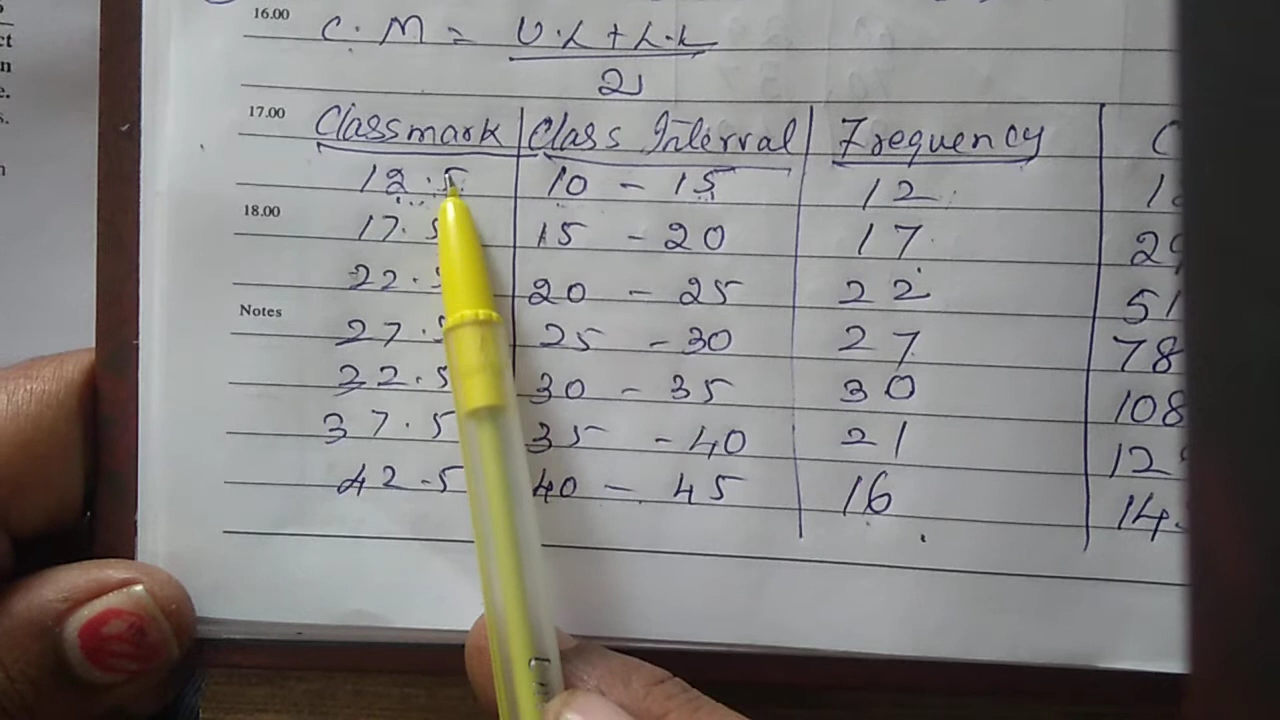 16.00 C.M = U.L + L.L
2
17.00 Classmark Class Interval Frequency C
12.5 10 - 15 12
18.00
17.5 15 - 20 17
22.5 20 - 25 22 51
Notes
27.5 25 - 30 27 78
32.5 30 - 35 30 108
37.5 35 - 40 21 12
42.5 40 - 45 16 14